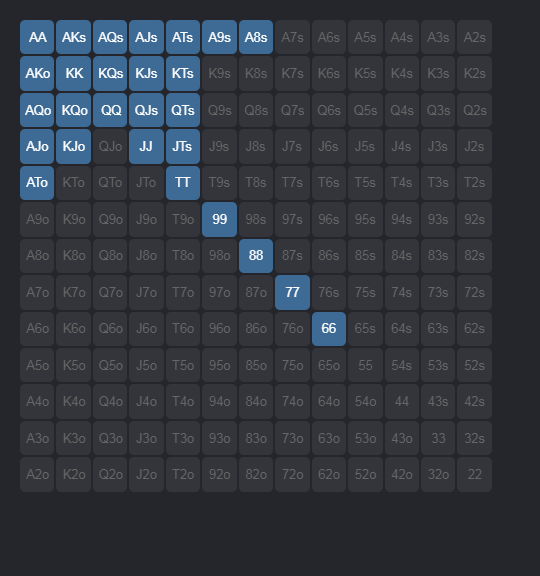 AA AKs AQs AJs ATs A9s A8s A7s A6s A5s A4s A3s A2s
AKo KK KQs KJs KTs K9s K8s K7s K6s K5s K4s K3s K2s
AQo KQo QQ QJs QTs Q9s Q8s Q7s Q6s Q5s Q4s Q3s Q2s
AJo KJo QJo JJ JTs J9s J8s J7s J6s J5s J4s J3s J2s
ATo KTo QTo JTo TT T9s T8s T7s T6s T5s T4s T3s T2s
A9o K9o Q9o J9o T9o 99 98s 97s 96s 95s 94s 93s 92s
A8o K8o Q8o J8o T8o 98o 88 87s 86s 85s 84s 83s 82s
A7o K7o Q7o J7o T7o 97o 87o 77 76s 75s 74s 73s 72s
A6o K6o Q6o J6o T6o 96o 86o 76o 66 65s 64s 63s 62s
A5o K5o Q5o J5o T5o 95o 85o 75o 65o 55 54s 53s 52s
A4o K4o Q4o J4o T4o 94o 84o 74o 64o 54o 44 43s 42s
A3o K3o Q3o J3o T3o 93o 83o 73o 63o 53o 43o 33 32s
A2o K2o Q2o J2o T2o 92o 82o 72o 62o 52o 42o 32o 22